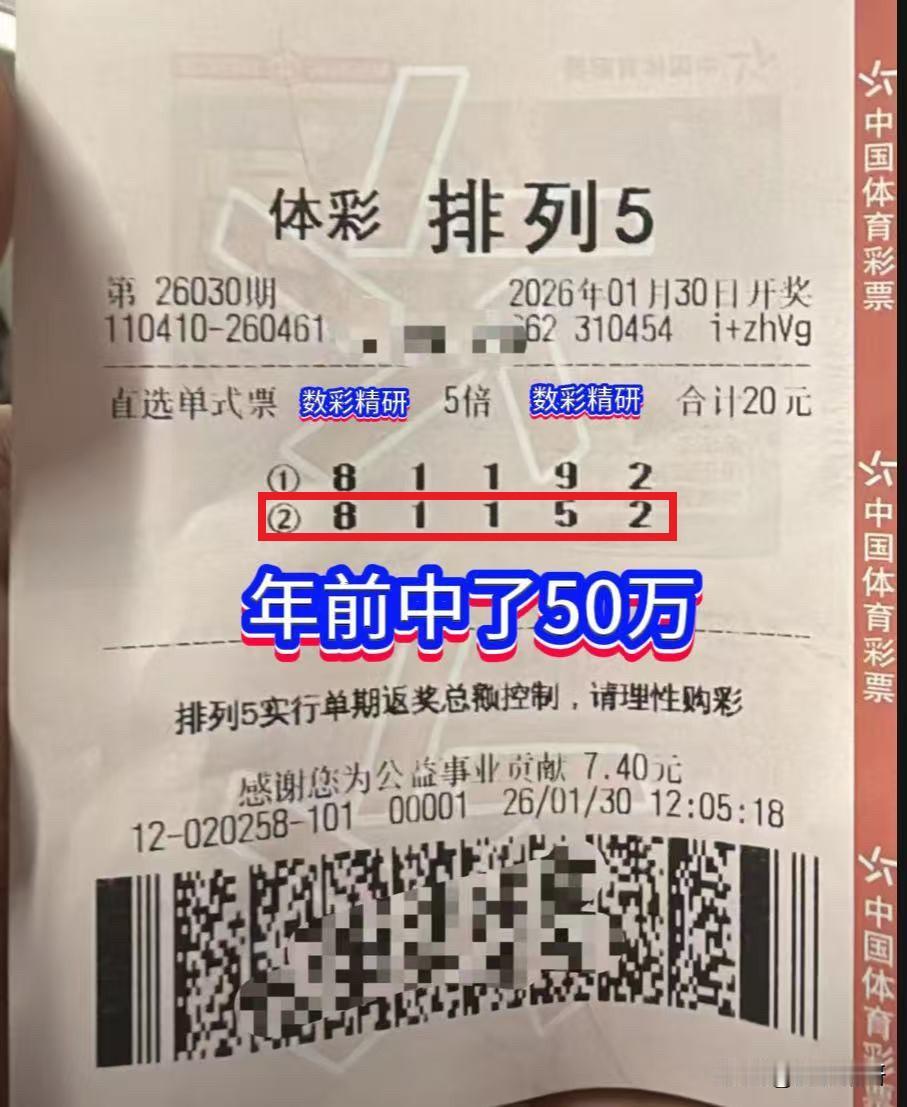 体彩 排列5
第 26030期 2026年01月30日开奖
110410-260461 62 310454 i+zhVg
直选单式票 数彩精研 5倍 数彩精研 合计20元
① 8 1 1 9 2
② 8 1 1 5 2
年前中了50万
排列5实行单期返奖总额控制，请理性购彩
感谢您为公益事业贡献 7.40元
12-020258-101 00001 26/01/30 12:05:18
中国体育彩票
中国体育彩票
中国体育彩票
中国体育彩票